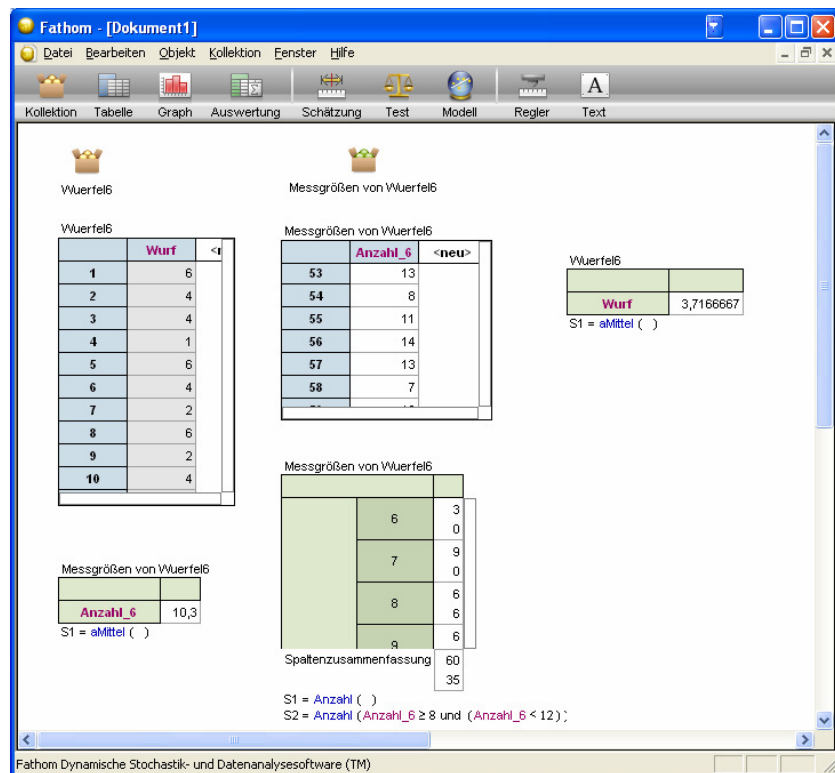 Fathom - [Dokument1]
Datei Bearbeiten Objekt Kollektion Fenster Hilfe
Kollektion Tabelle Graph Auswertung Schätzung Test Modell Regler Text
Wuerfel6
Messgrößen von Wuerfel6
Wuerfel6
Wurf
1 6
2 4
3 4
4 1
5 6
6 4
7 2
8 6
9 2
10 4
Messgrößen von Wuerfel6
Anzahl_6 <neu>
53 13
54 8
55 11
56 14
57 13
58 7
Wuerfel6
Wurf 3,7166667
S1 = aMittel ( )
Messgrößen von Wuerfel6
Anzahl_6 10,3
S1 = aMittel ( )
Messgrößen von Wuerfel6
6 3
0
7 9
0
8 6
6
9 6
Spaltenzusammenfassung 60
35
S1 = Anzahl ( )
S2 = Anzahl (Anzahl_6 ≥ 8 und (Anzahl_6 < 12) )
Fathom Dynamische Stochastik- und Datenanalysesoftware (TM)